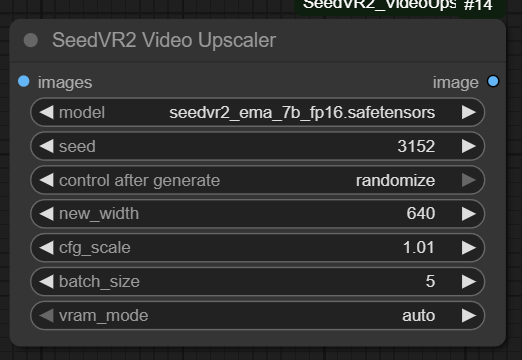 SeedVR2_VideoUps #14
SeedVR2 Video Upscaler
images image
model seedvr2_ema_7b_fp16.safetensors
seed 3152
control after generate randomize
new_width 640
cfg_scale 1.01
batch_size 5
vram_mode auto